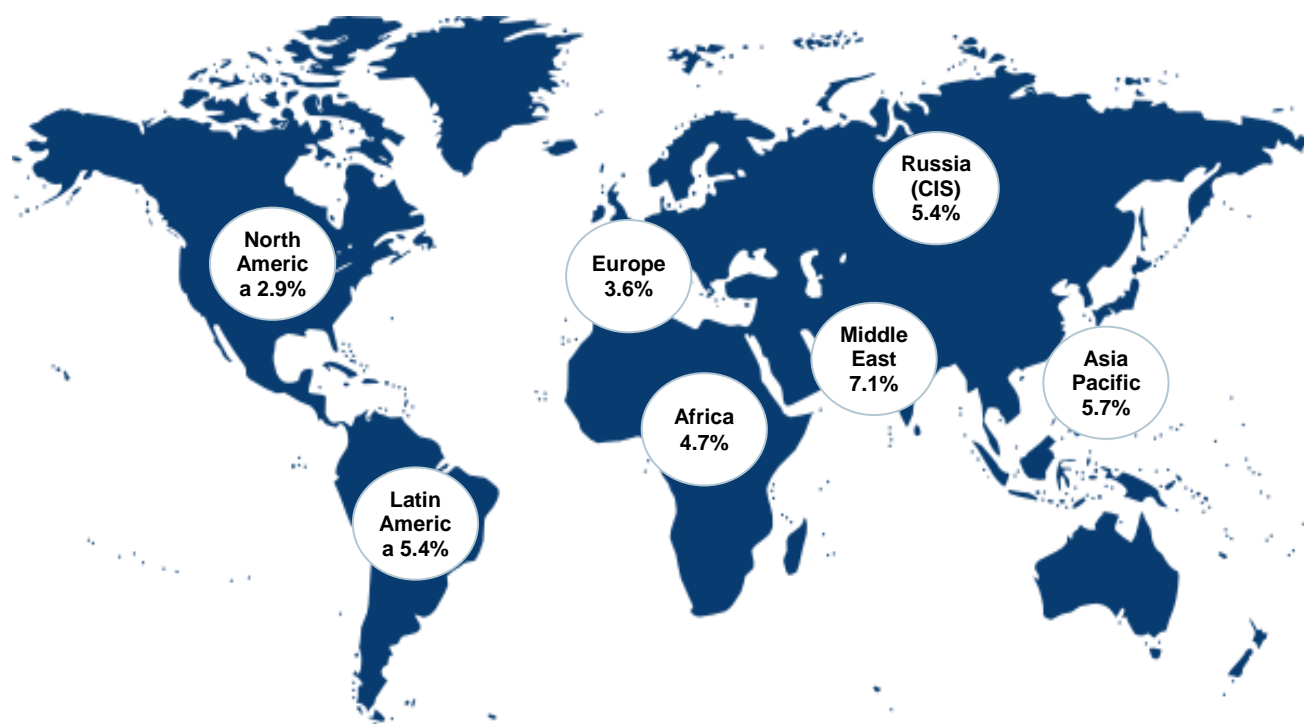 Russia
(CIS)
5.4%
North
Americ
a 2.9%
Europe
3.6%
Middle
East
7.1%
Asia
Pacific
5.7%
Africa
4.7%
Latin
Americ
a 5.4%